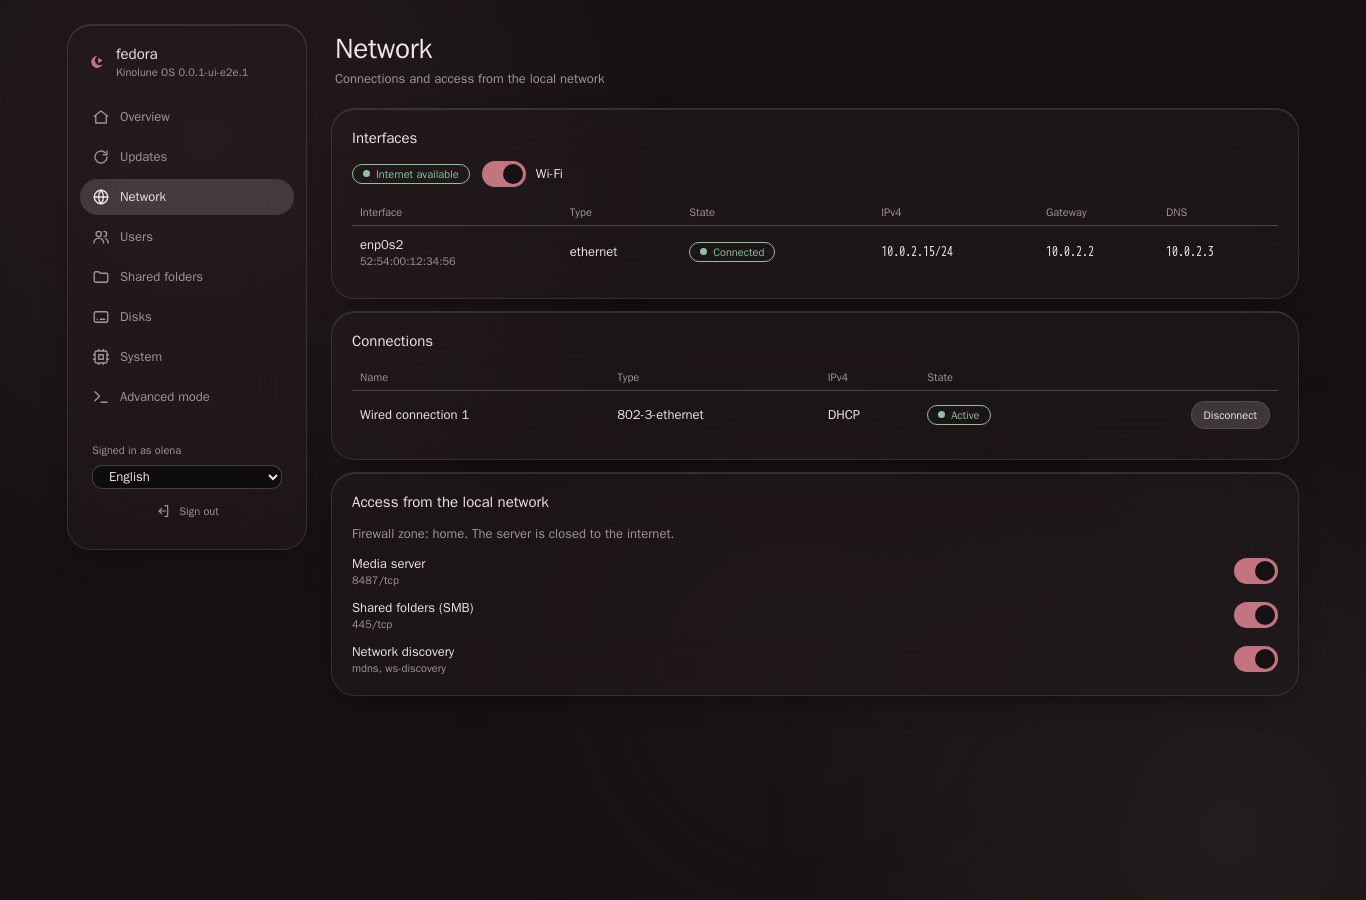 fedora
Kinolune OS 0.0.1-ui-e2e.1
Overview
Updates
Network
Users
Shared folders
Disks
System
Advanced mode
Signed in as olena
English
Sign out
Network
Connections and access from the local network
Interfaces
Internet available Wi-Fi
Interface Type State IPv4 Gateway DNS
enp0s2 ethernet Connected 10.0.2.15/24 10.0.2.2 10.0.2.3
52:54:00:12:34:56
Connections
Name Type IPv4 State
Wired connection 1 802-3-ethernet DHCP Active Disconnect
Access from the local network
Firewall zone: home. The server is closed to the internet.
Media server
8487/tcp
Shared folders (SMB)
445/tcp
Network discovery
mdns, ws-discovery